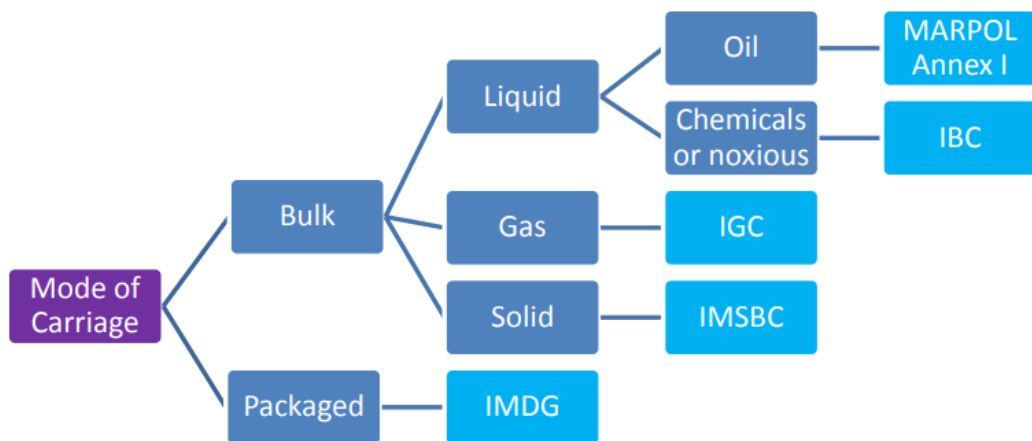 Oil
MARPOL
Annex I
Liquid
Chemicals
or noxious
IBC
Bulk
Gas
IGC
Mode of
Carriage
Solid
IMSBC
Packaged
IMDG